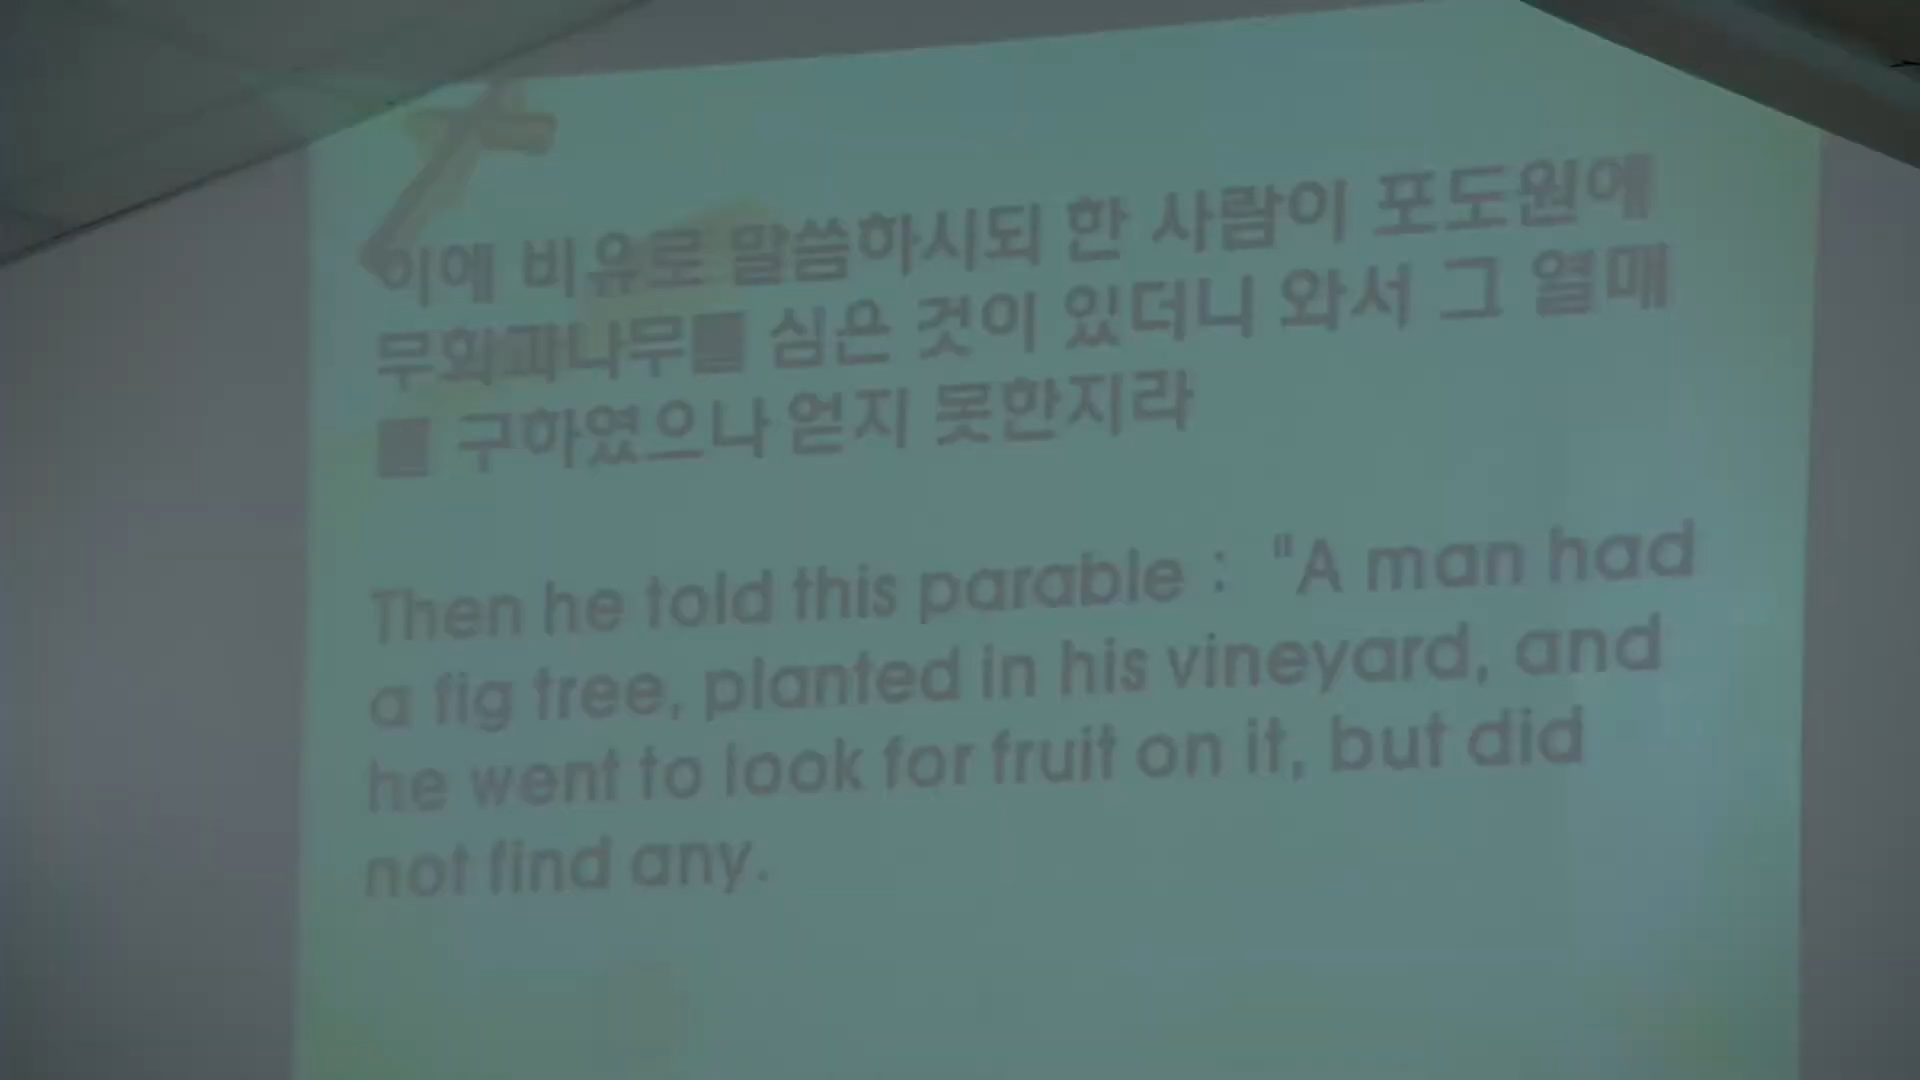 이에 비유로 말씀하시되 한 사람이 포도원에
무화과나무를 심은 것이 있더니 와서 그 열매
를 구하였으나 얻지 못한지라
Then he told this parable : "A man had
a fig tree, planted in his vineyard, and
he went to look for fruit on it, but did
not find any.